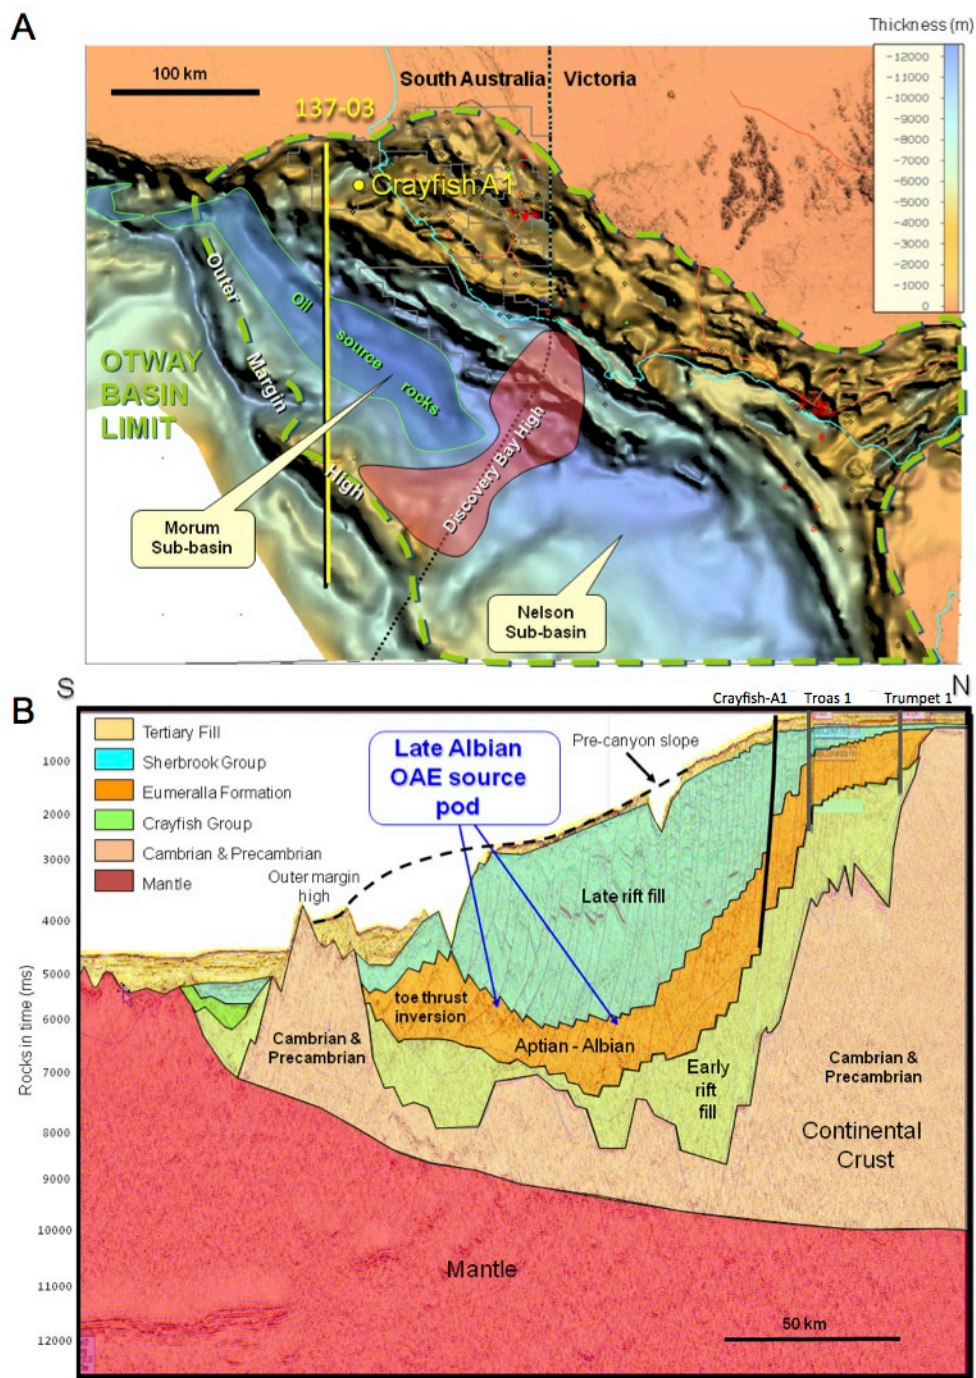 A
Thickness (m)
100 km
South Australia
Victoria
137-03
Crayfish A1
-12000
-11000
-10000
-9000
-8000
-7000
-6000
-5000
-4000
-3000
-2000
-1000
0
Outer
Margin
High
Oil
source
rocks
OTWAY
BASIN
LIMIT
Discovery Bay High
Morum
Sub-basin
Nelson
Sub-basin
S
N
B
Crayfish-A1
Troas 1
Trumpet 1
Tertiary Fill
Sherbrook Group
Eumeralla Formation
Crayfish Group
Cambrian & Precambrian
Mantle
Late Albian
OAE source
pod
Pre-canyon slope
Outer margin
high
Late rift fill
toe thrust
inversion
Aptian - Albian
Early
rift
fill
Cambrian &
Precambrian
Cambrian &
Precambrian
Continental
Crust
Mantle
50 km
Rocks in time (ms)
1000
2000
3000
4000
5000
6000
7000
8000
9000
10000
11000
12000